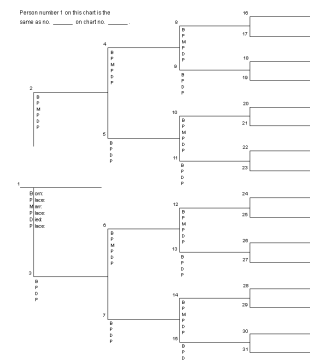 Person number 1 on this chart is the
same as no. ______ on chart no. ______ .
16
8
17
B
P
M
P
D
P
4
18
9
19
B
P
M
P
D
P
B
P
D
P
2
20
10
21
B
P
M
P
D
P
B
P
M
P
D
P
5
22
11
23
B
P
D
P
B
P
D
P
1
24
12
25
Born:
Place:
Marr:
Place:
Died:
Place:
B
P
M
P
D
P
6
26
13
27
B
P
M
P
D
P
B
P
D
P
3
28
14
29
B
P
D
P
B
P
M
P
D
P
7
30
15
31
B
P
D
P
B
P
D